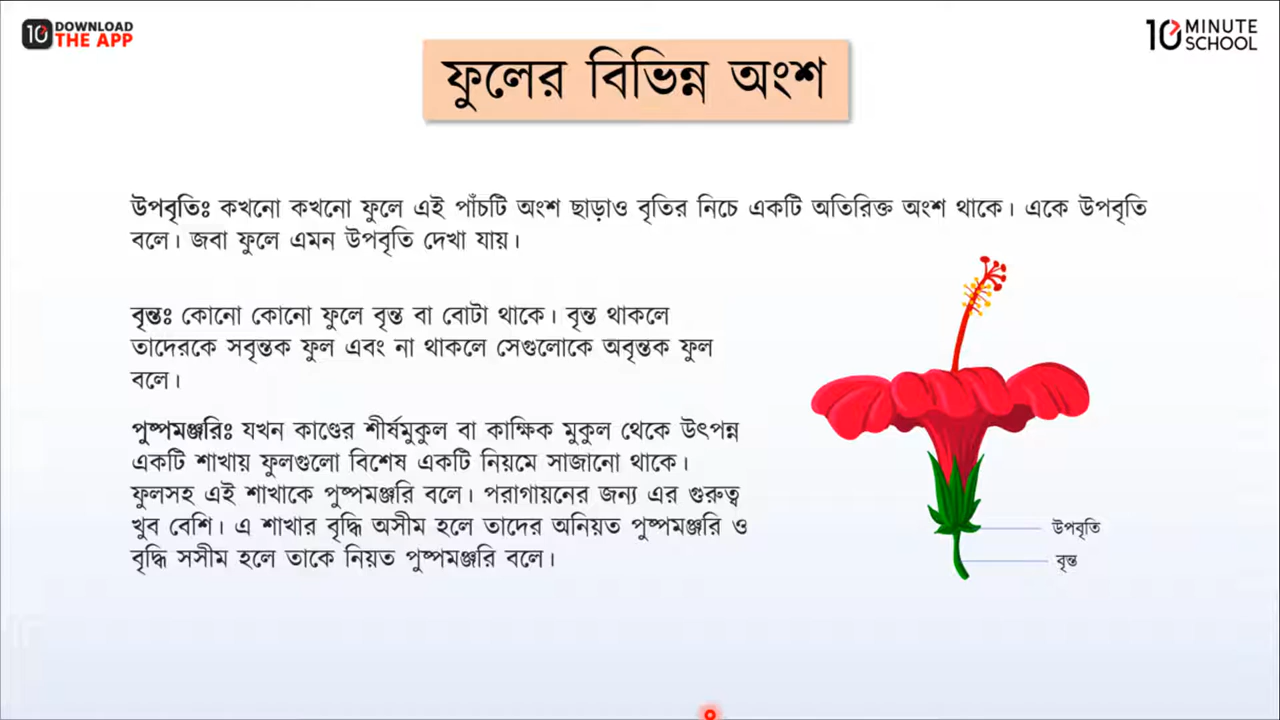 DOWNLOAD
THE APP
10 MINUTE
SCHOOL
ফুলের বিভিন্ন অংশ
উপবৃতিঃ কখনো কখনো ফুলে এই পাঁচটি অংশ ছাড়াও বৃতির নিচে একটি অতিরিক্ত অংশ থাকে। একে উপবৃতি
বলে। জবা ফুলে এমন উপবৃতি দেখা যায়।
বৃন্তঃ কোনো কোনো ফুলে বৃন্ত বা বোটা থাকে। বৃন্ত থাকলে
তাদেরকে সবৃন্তক ফুল এবং না থাকলে সেগুলোকে অবৃন্তক ফুল
বলে।
পুষ্পমঞ্জরিঃ যখন কাণ্ডের শীর্ষমুকুল বা কাক্ষিক মুকুল থেকে উৎপন্ন
একটি শাখায় ফুলগুলো বিশেষ একটি নিয়মে সাজানো থাকে।
ফুলসহ এই শাখাকে পুষ্পমঞ্জরি বলে। পরাগায়নের জন্য এর গুরুত্ব
খুব বেশি। এ শাখার বৃদ্ধি অসীম হলে তাদের অনিয়ত পুষ্পমঞ্জরি ও
বৃদ্ধি সসীম হলে তাকে নিয়ত পুষ্পমঞ্জরি বলে।
উপবৃতি
বৃন্ত